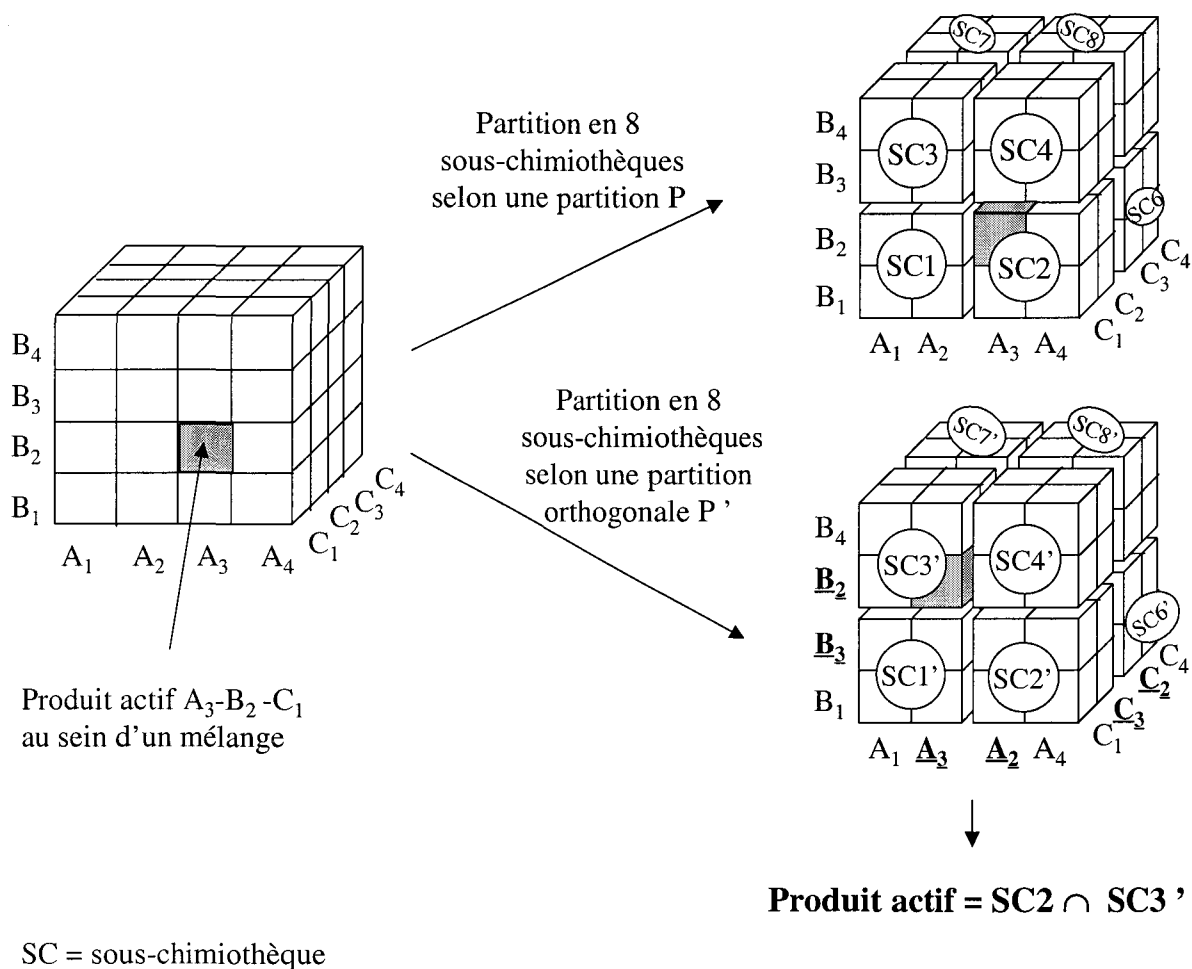 Partition en 8
sous-chimiothèques
selon une partition P
B₄
B₃
B₂
B₁
A₁
A₂
A₃
A₄
C₁
C₂
C₃
C₄
Produit actif A₃-B₂-C₁
au sein d'un mélange
SC7
SC8
SC3
SC4
SC1
SC2
SC6
B₄
B₃
B₂
B₁
A₁
A₂
A₃
A₄
C₁
C₂
C₃
C₄
Partition en 8
sous-chimiothèques
selon une partition
orthogonale P '
SC7'
SC8'
SC3'
SC4'
SC1'
SC2'
SC6'
B₄
B₂
B₃
B₁
A₁
A₃
A₂
A₄
C₁
C₃
C₂
C₄
Produit actif = SC2 ∩ SC3 '
SC = sous-chimiothèque